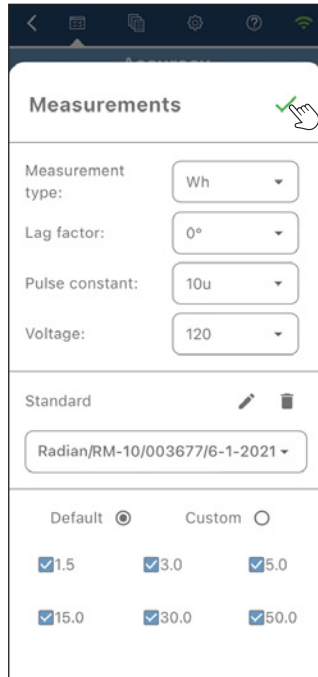 Accuracy
Measurements
Measurement type:
Wh
Lag factor:
0°
Pulse constant:
10u
Voltage:
120
Standard
Radian/RM-10/003677/6-1-2021
Default
Custom
1.5
3.0
5.0
15.0
30.0
50.0